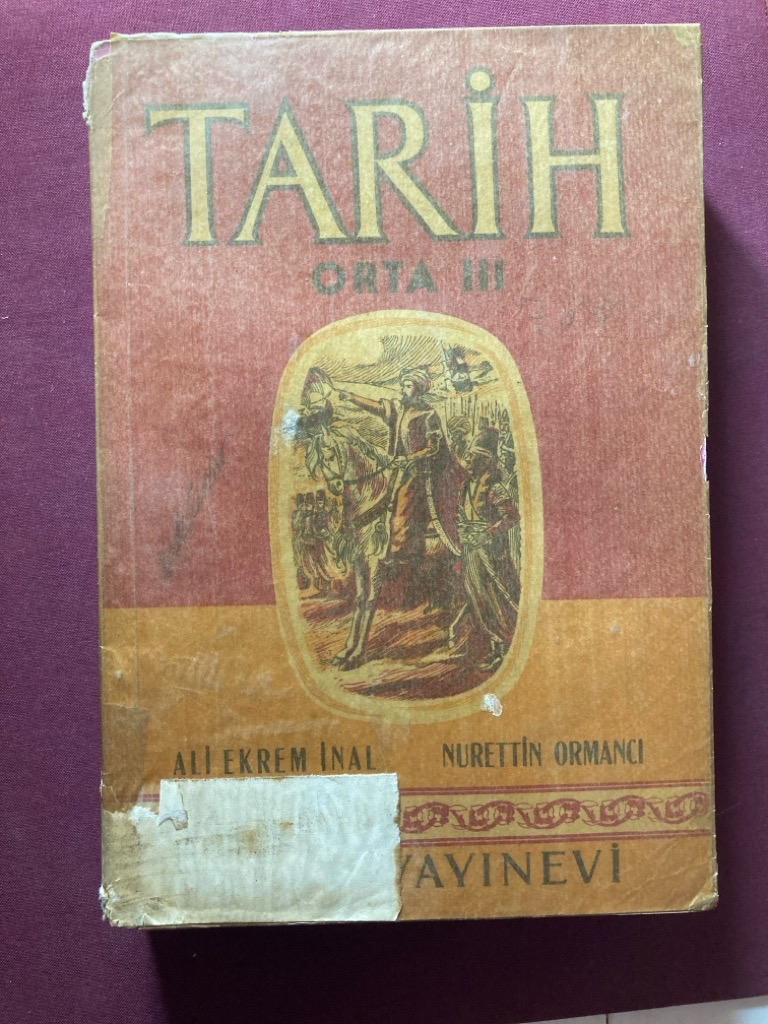 TARİH
ORTA III
ALİ EKREM İNAL
NURETTİN ORMANCI
YAYINEVİ